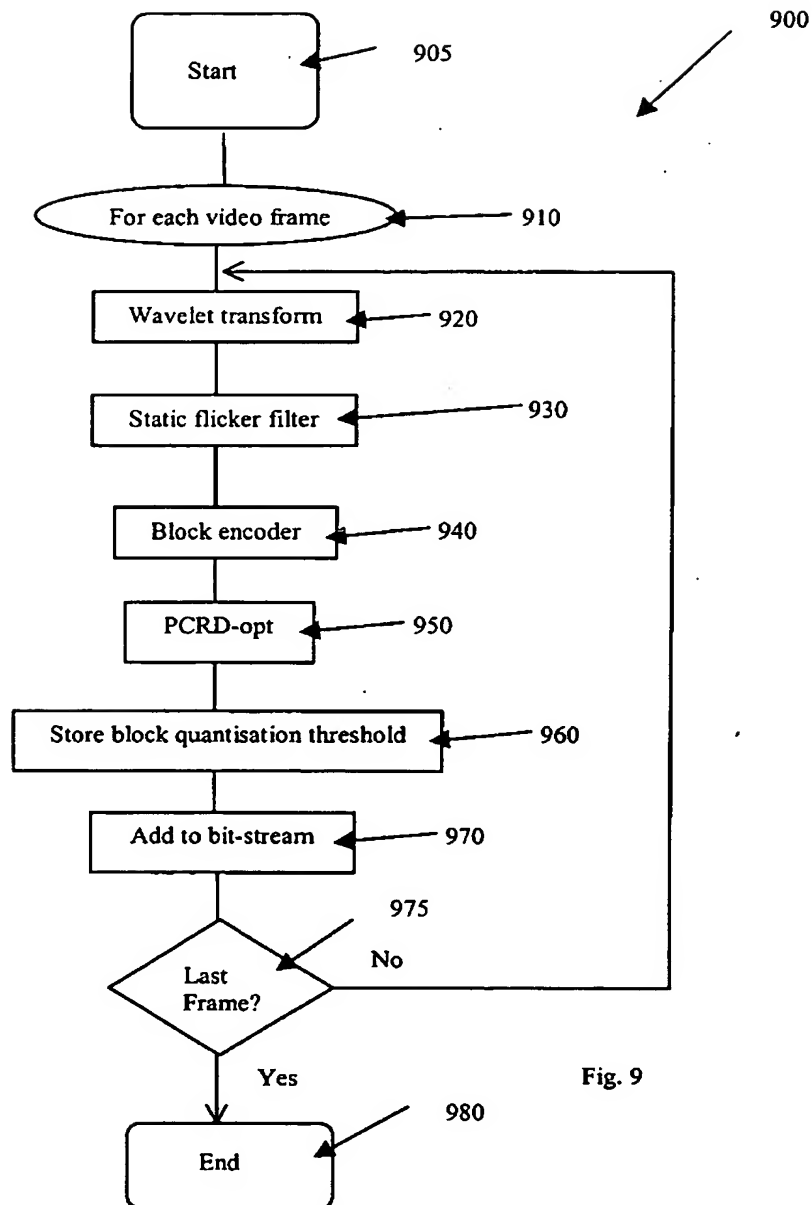 900
Start
905
For each video frame
910
Wavelet transform
920
Static flicker filter
930
Block encoder
940
PCRD-opt
950
Store block quantisation threshold
960
Add to bit-stream
970
975
Last
Frame?
No
Yes
Fig. 9
980
End